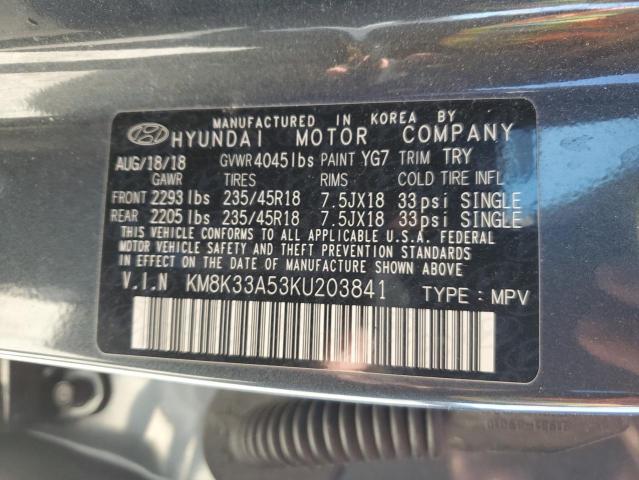 MANUFACTURED IN KOREA BY
HYUNDAI MOTOR COMPANY
AUG/18/18 GVWR 4045lbs PAINT YG7 TRIM TRY
GAWR TIRES RIMS COLD TIRE INFL
FRONT 2293 lbs 235/45R18 7.5JX18 33psi SINGLE
REAR 2205 lbs 235/45R18 7.5JX18 33psi SINGLE
THIS VEHICLE CONFORMS TO ALL APPLICABLE U.S.A. FEDERAL
MOTOR VEHICLE SAFETY AND THEFT PREVENTION STANDARDS
IN EFFECT ON THE DATE OF MANUFACTURE SHOWN ABOVE.
V.I.N KM8K33A53KU203841 TYPE : MPV